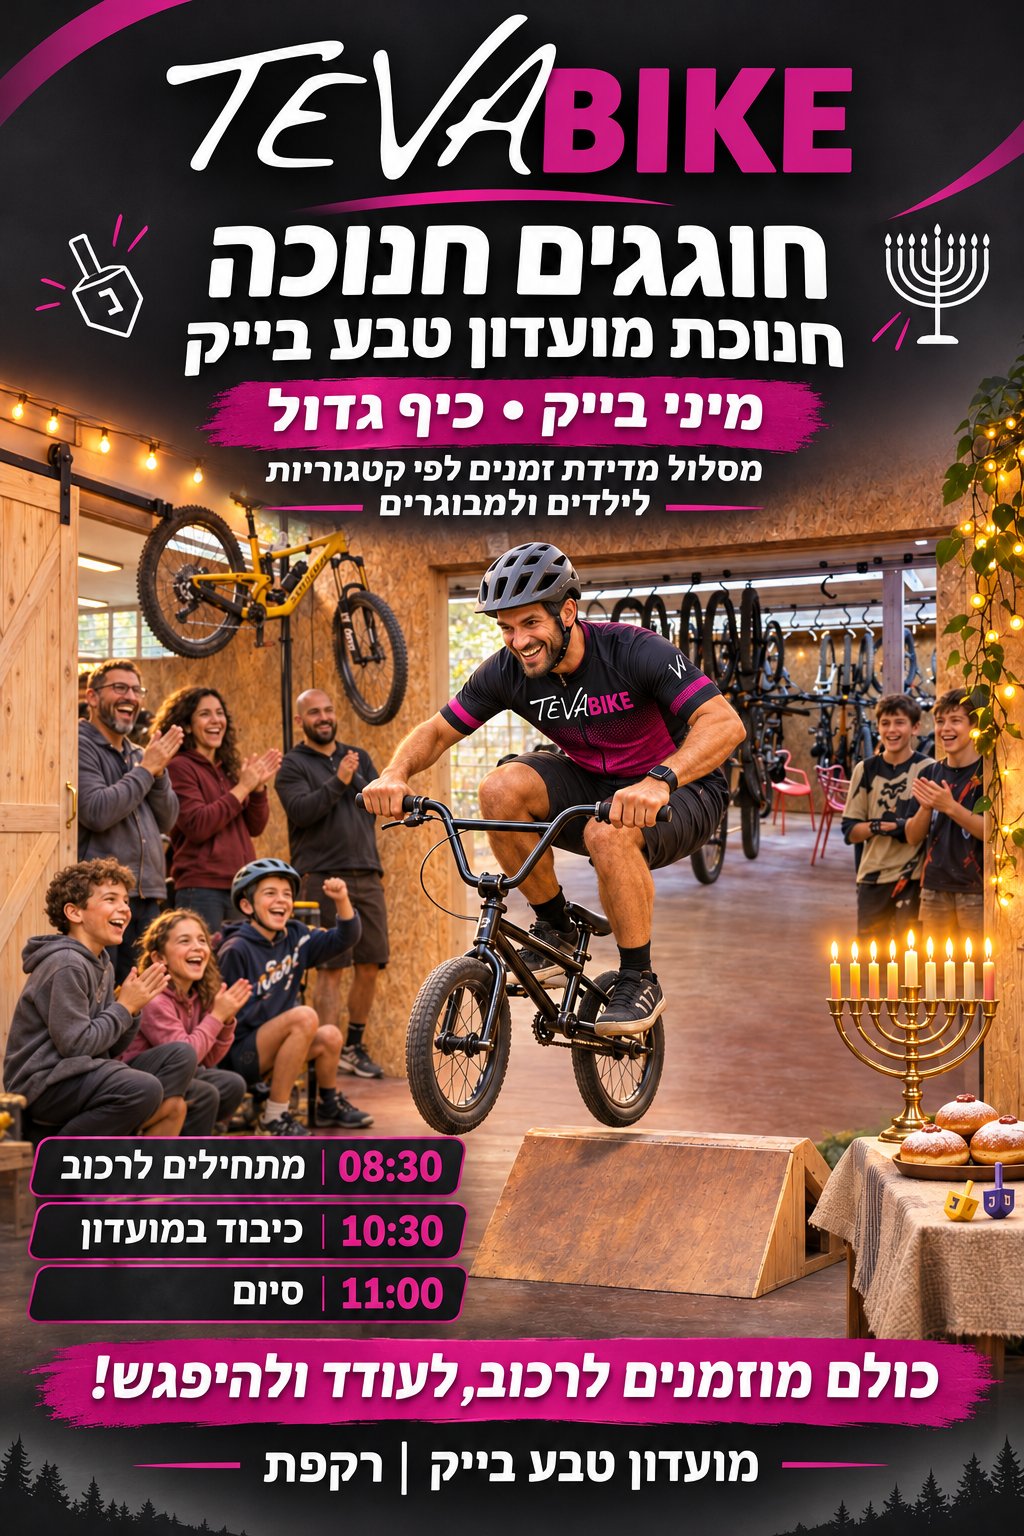 TEVABIKE
חוגגים חנוכה
חנוכת מועדון טבע בייק
מיני בייק • כיף גדול
מסלול מדידת זמנים לפי קטגוריות
לילדים ולמבוגרים
TEVABIKE
08:30 | מתחילים לרכוב
10:30 | כיבוד במועדון
11:00 | סיום
כולם מוזמנים לרכוב,לעודד ולהיפגש!
מועדון טבע בייק | רקפת